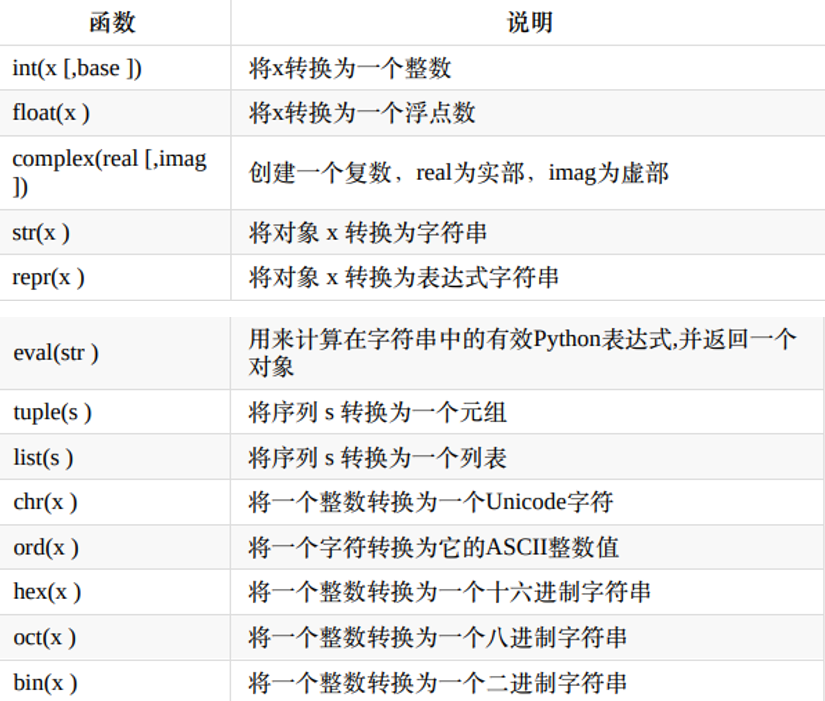 函数 说明
int(x [,base ]) 将x转换为一个整数
float(x ) 将x转换为一个浮点数
complex(real [,imag
]) 创建一个复数，real为实部，imag为虚部
str(x ) 将对象 x 转换为字符串
repr(x ) 将对象 x 转换为表达式字符串
eval(str ) 用来计算在字符串中的有效Python表达式,并返回一个
对象
tuple(s ) 将序列 s 转换为一个元组
list(s ) 将序列 s 转换为一个列表
chr(x ) 将一个整数转换为一个Unicode字符
ord(x ) 将一个字符转换为它的ASCII整数值
hex(x ) 将一个整数转换为一个十六进制字符串
oct(x ) 将一个整数转换为一个八进制字符串
bin(x ) 将一个整数转换为一个二进制字符串